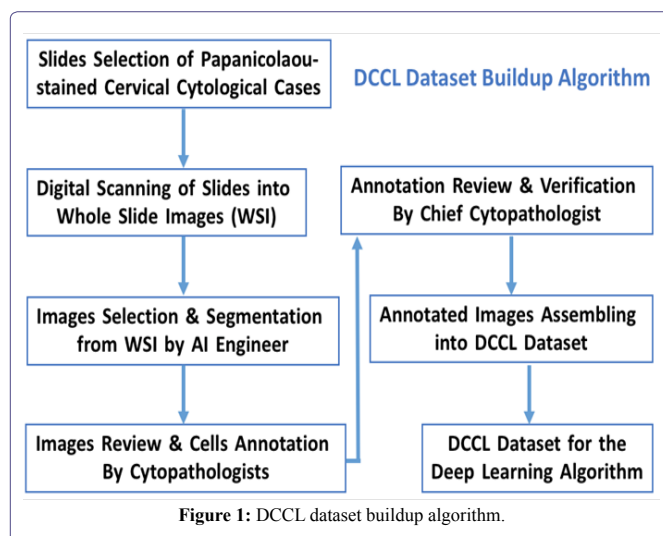 DCCL Dataset Buildup Algorithm
Slides Selection of Papanicolaou-
stained Cervical Cytological Cases
Digital Scanning of Slides into
Whole Slide Images (WSI)
Images Selection & Segmentation
from WSI by AI Engineer
Images Review & Cells Annotation
By Cytopathologists
Annotation Review & Verification
By Chief Cytopathologist
Annotated Images Assembling
into DCCL Dataset
DCCL Dataset for the
Deep Learning Algorithm
Figure 1: DCCL dataset buildup algorithm.